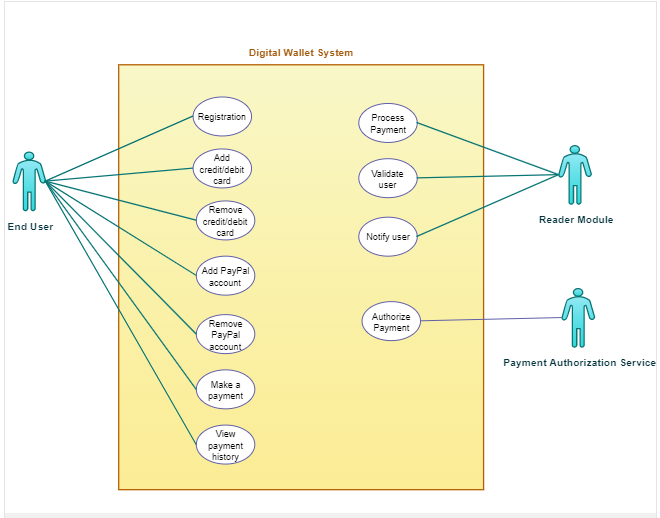 Digital Wallet System
Registration
Add
credit/debit
card
Remove
credit/debit
card
Add PayPal
account
Remove
PayPal
account
Make a
payment
View
payment
history
Process
Payment
Validate
user
Notify user
Authorize
Payment
End User
Reader Module
Payment Authorization Service